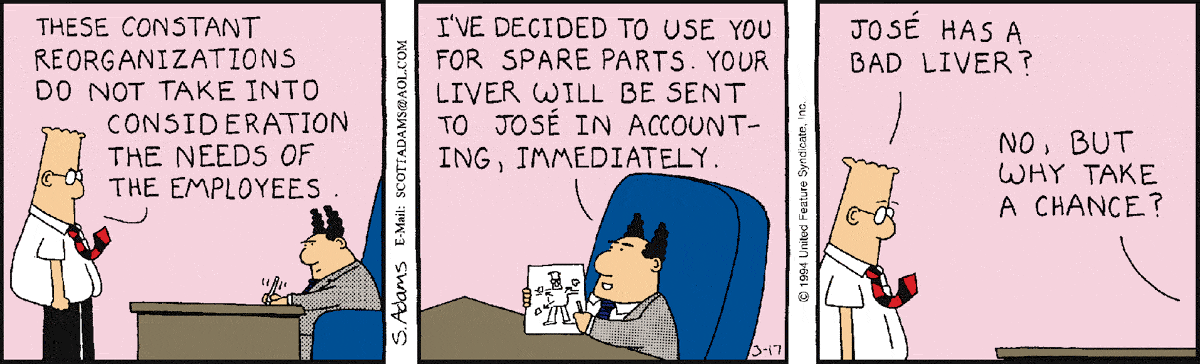 THESE CONSTANT
REORGANIZATIONS
DO NOT TAKE INTO
CONSIDERATION
THE NEEDS OF
THE EMPLOYEES.
S. Adams E-Mail: SCOTTADAMS@AOL.COM
I'VE DECIDED TO USE YOU
FOR SPARE PARTS. YOUR
LIVER WILL BE SENT
TO JOSÉ IN ACCOUNT-
ING, IMMEDIATELY.
3-17
© 1994 United Feature Syndicate, Inc.
JOSÉ HAS A
BAD LIVER?
NO, BUT
WHY TAKE
A CHANCE?